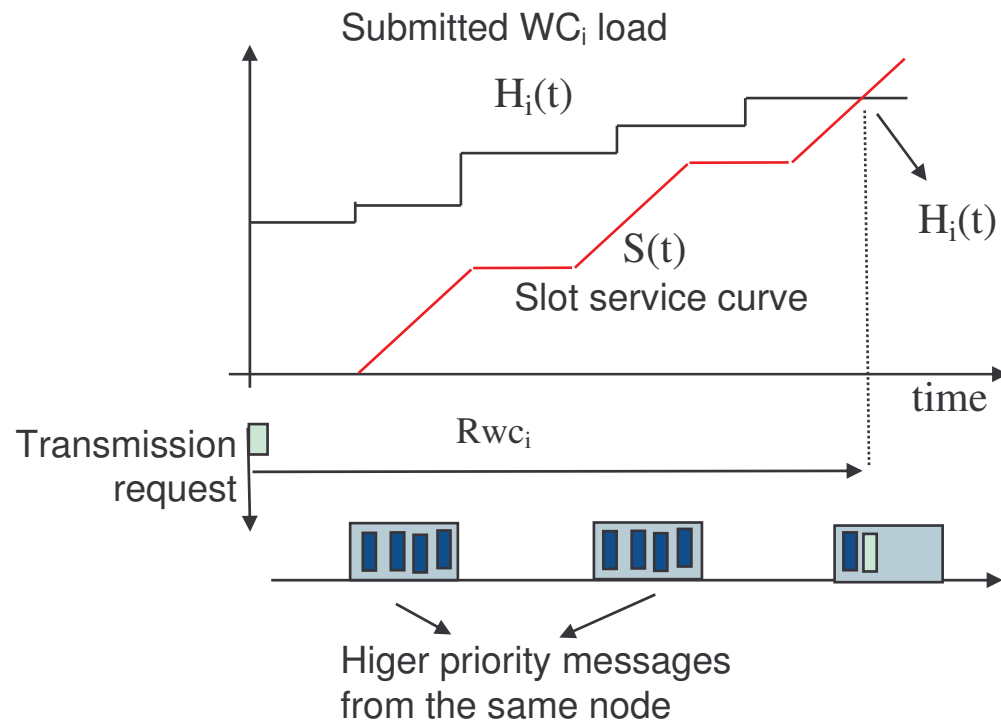 Submitted WCᵢ load
Hᵢ(t)
Hᵢ(t)
S(t)
Slot service curve
time
Transmission
request
Rwcᵢ
Higer priority messages
from the same node